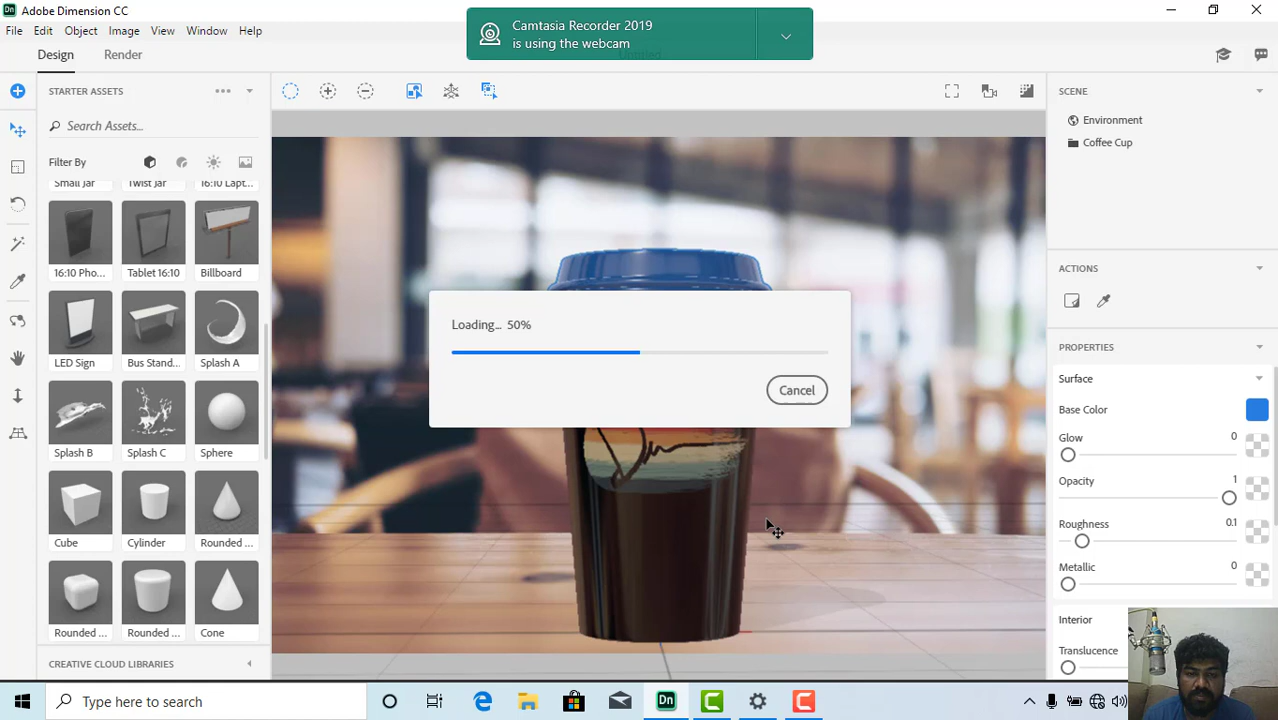 Adobe Dimension CC
Camtasia Recorder 2019
is using the webcam
File Edit Object Image View Window Help
Design Render
STARTER ASSETS
Search Assets...
Filter By
Small Jar Twist Jar 16:10 Lapt...
16:10 Pho... Tablet 16:10 Billboard
LED Sign Bus Stand... Splash A
Splash B Splash C Sphere
Cube Cylinder Rounded ...
Rounded ... Rounded ... Cone
CREATIVE CLOUD LIBRARIES
Loading... 50%
Cancel
SCENE
Environment
Coffee Cup
ACTIONS
PROPERTIES
Surface
Base Color
Glow 0
Opacity 1
Roughness 0.1
Metallic 0
Interior
Translucence
Type here to search
Dn